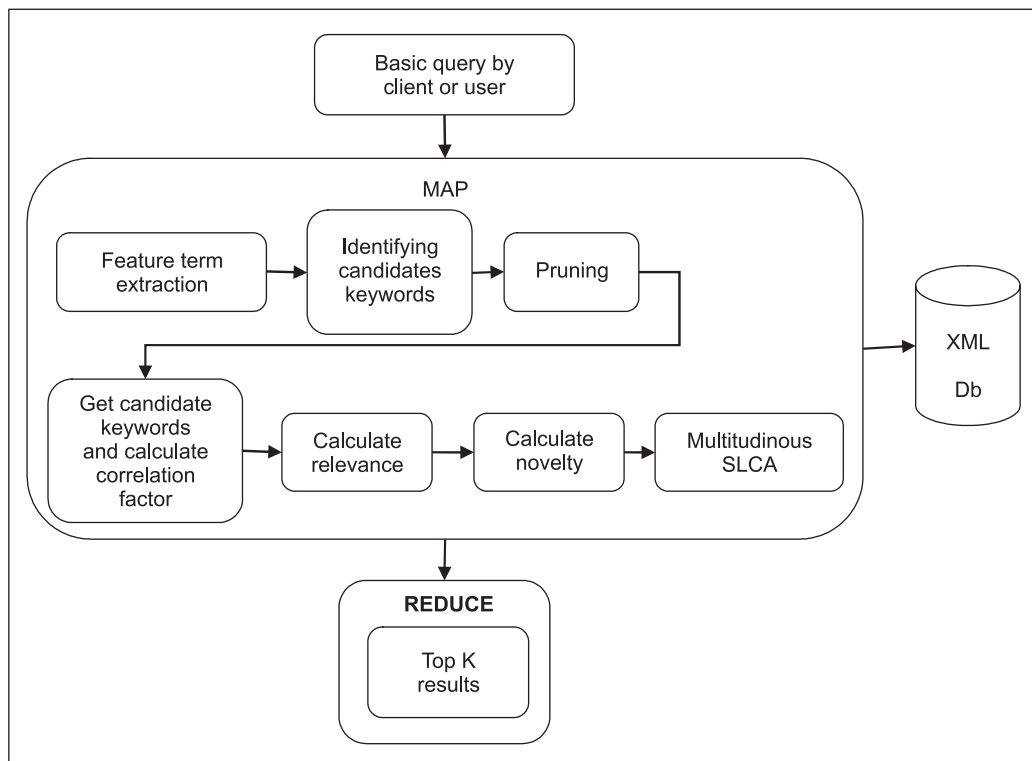 Basic query by
client or user
MAP
Feature term
extraction
Identifying
candidates
keywords
Pruning
XML
Db
Get candidate
keywords
and calculate
correlation
factor
Calculate
relevance
Calculate
novelty
Multitudinous
SLCA
REDUCE
Top K
results